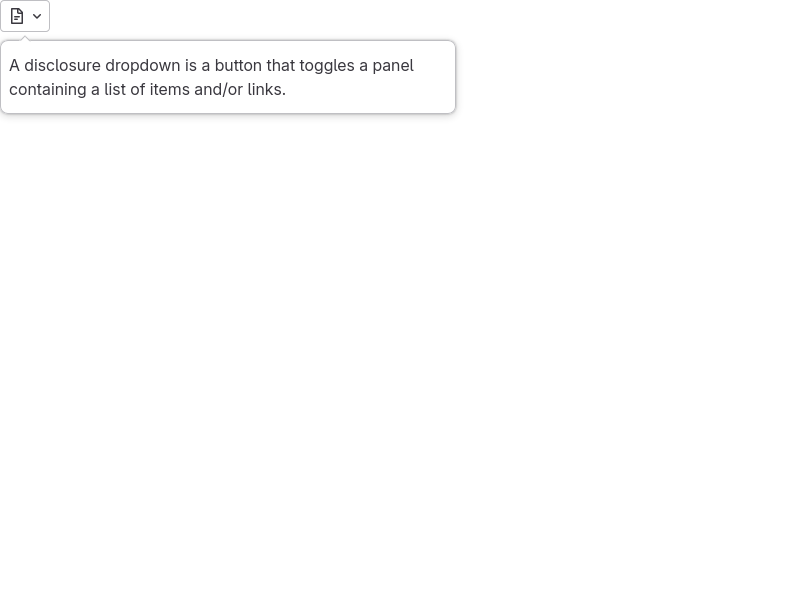 A disclosure dropdown is a button that toggles a panel
containing a list of items and/or links.